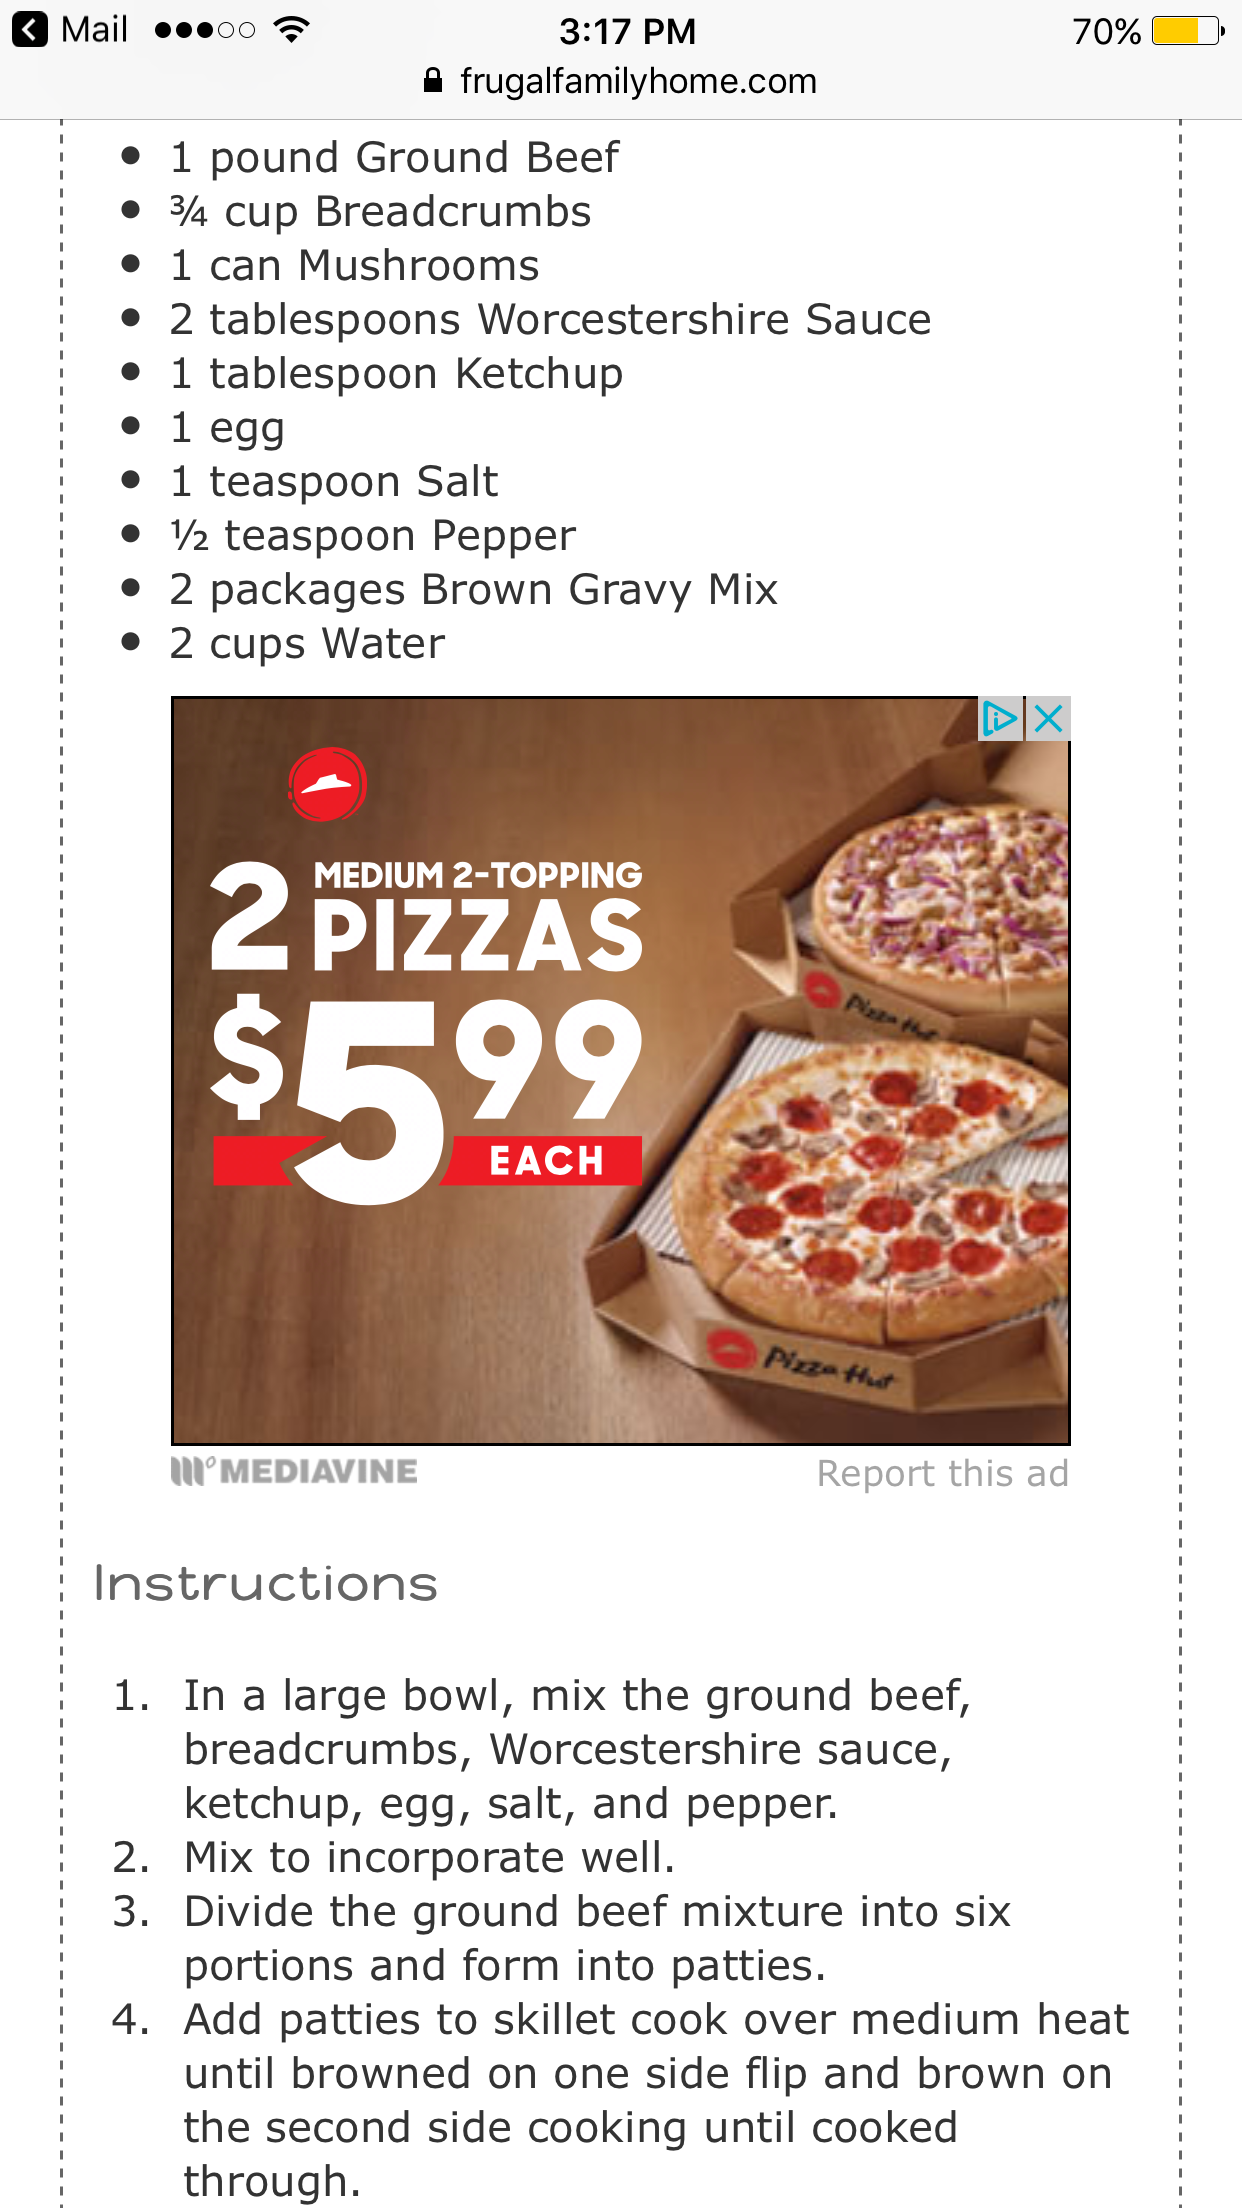 Mail
3:17 PM
70%
frugalfamilyhome.com
• 1 pound Ground Beef
• ¾ cup Breadcrumbs
• 1 can Mushrooms
• 2 tablespoons Worcestershire Sauce
• 1 tablespoon Ketchup
• 1 egg
• 1 teaspoon Salt
• ½ teaspoon Pepper
• 2 packages Brown Gravy Mix
• 2 cups Water
2 MEDIUM 2-TOPPING
PIZZAS
$599
EACH
Pizza Hut
Pizza Hut
MEDIAVINE
Report this ad
Instructions
1. In a large bowl, mix the ground beef,
breadcrumbs, Worcestershire sauce,
ketchup, egg, salt, and pepper.
2. Mix to incorporate well.
3. Divide the ground beef mixture into six
portions and form into patties.
4. Add patties to skillet cook over medium heat
until browned on one side flip and brown on
the second side cooking until cooked
through.